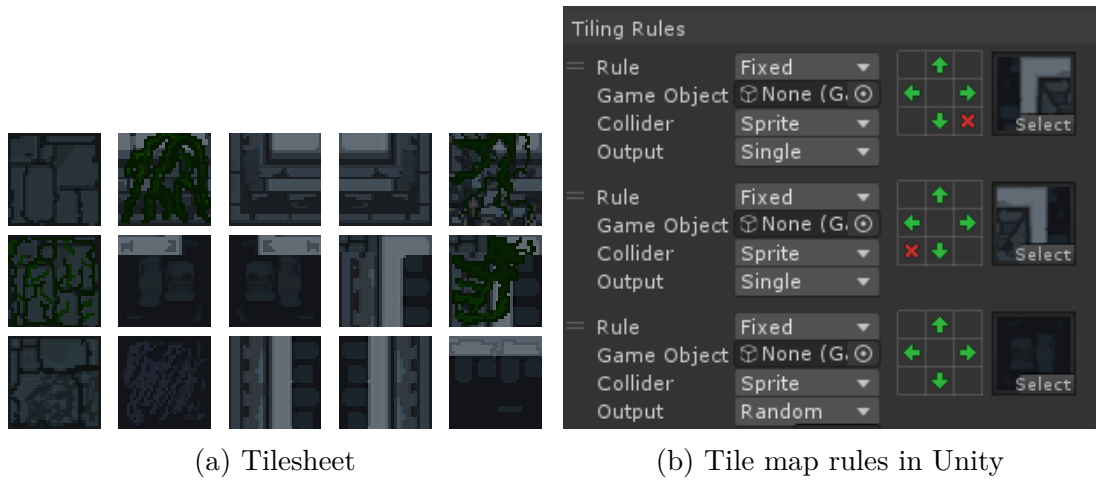 Tiling Rules
Rule Fixed
Game Object None (G
Collider Sprite Select
Output Single
Rule Fixed
Game Object None (G
Collider Sprite Select
Output Single
Rule Fixed
Game Object None (G
Collider Sprite Select
Output Random
(a) Tilesheet (b) Tile map rules in Unity